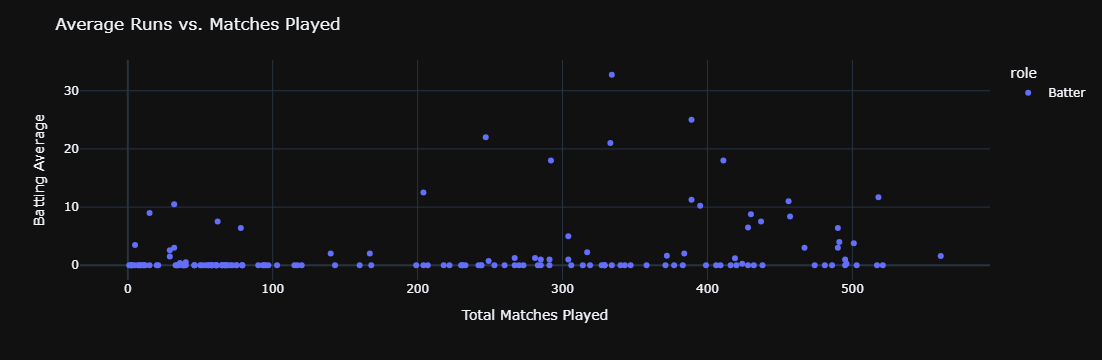 Average Runs vs. Matches Played
role
Batter
Batting Average
30
20
10
0
0
100
200
300
400
500
Total Matches Played